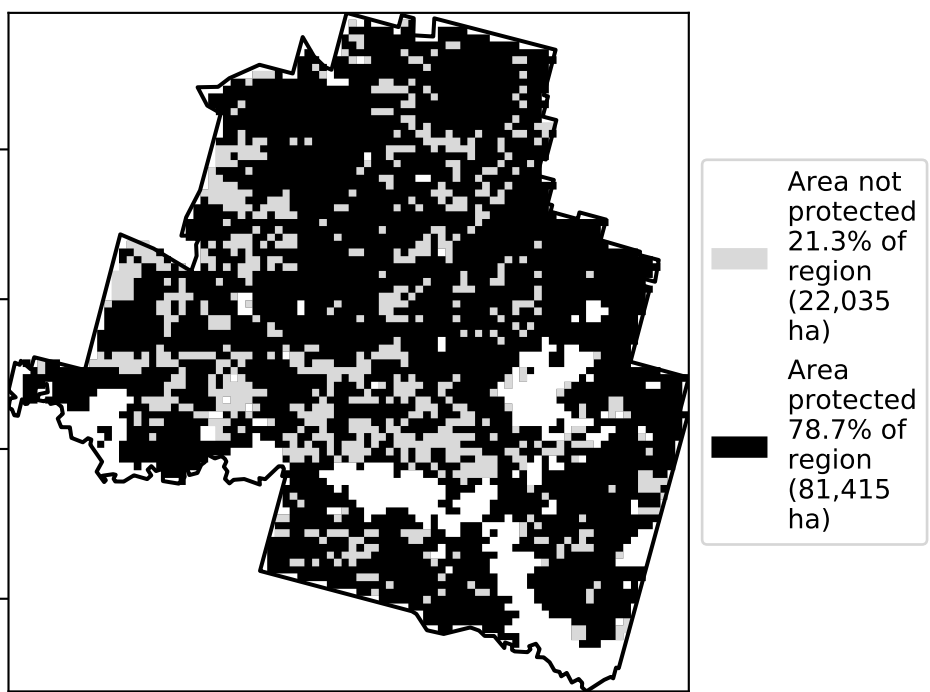 Area not
protected
21.3% of
region
(22,035
ha)
Area
protected
78.7% of
region
(81,415
ha)